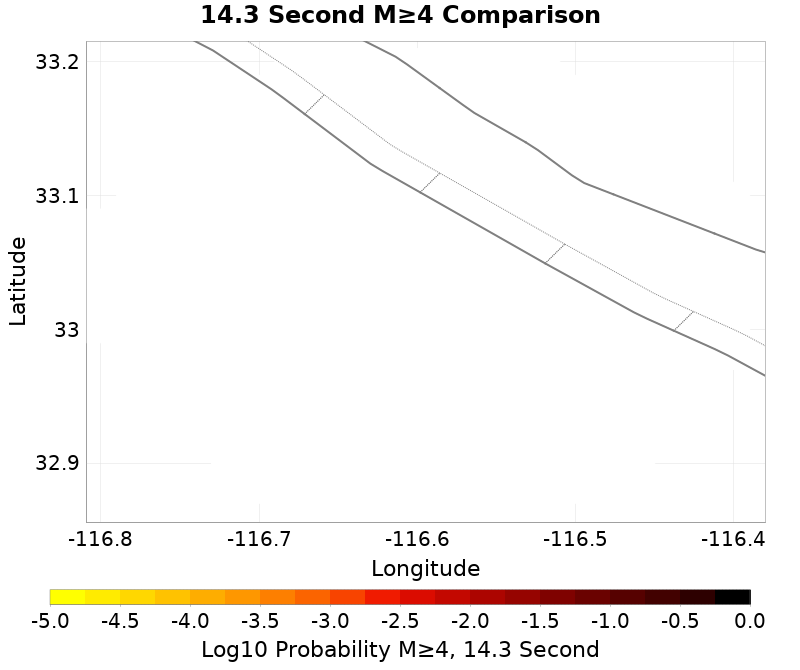 14.3 Second M≥4 Comparison
33.2
33.1
33
32.9
Latitude
-116.8 -116.7 -116.6 -116.5 -116.4
Longitude
-5.0 -4.5 -4.0 -3.5 -3.0 -2.5 -2.0 -1.5 -1.0 -0.5 0.0
Log10 Probability M≥4, 14.3 Second